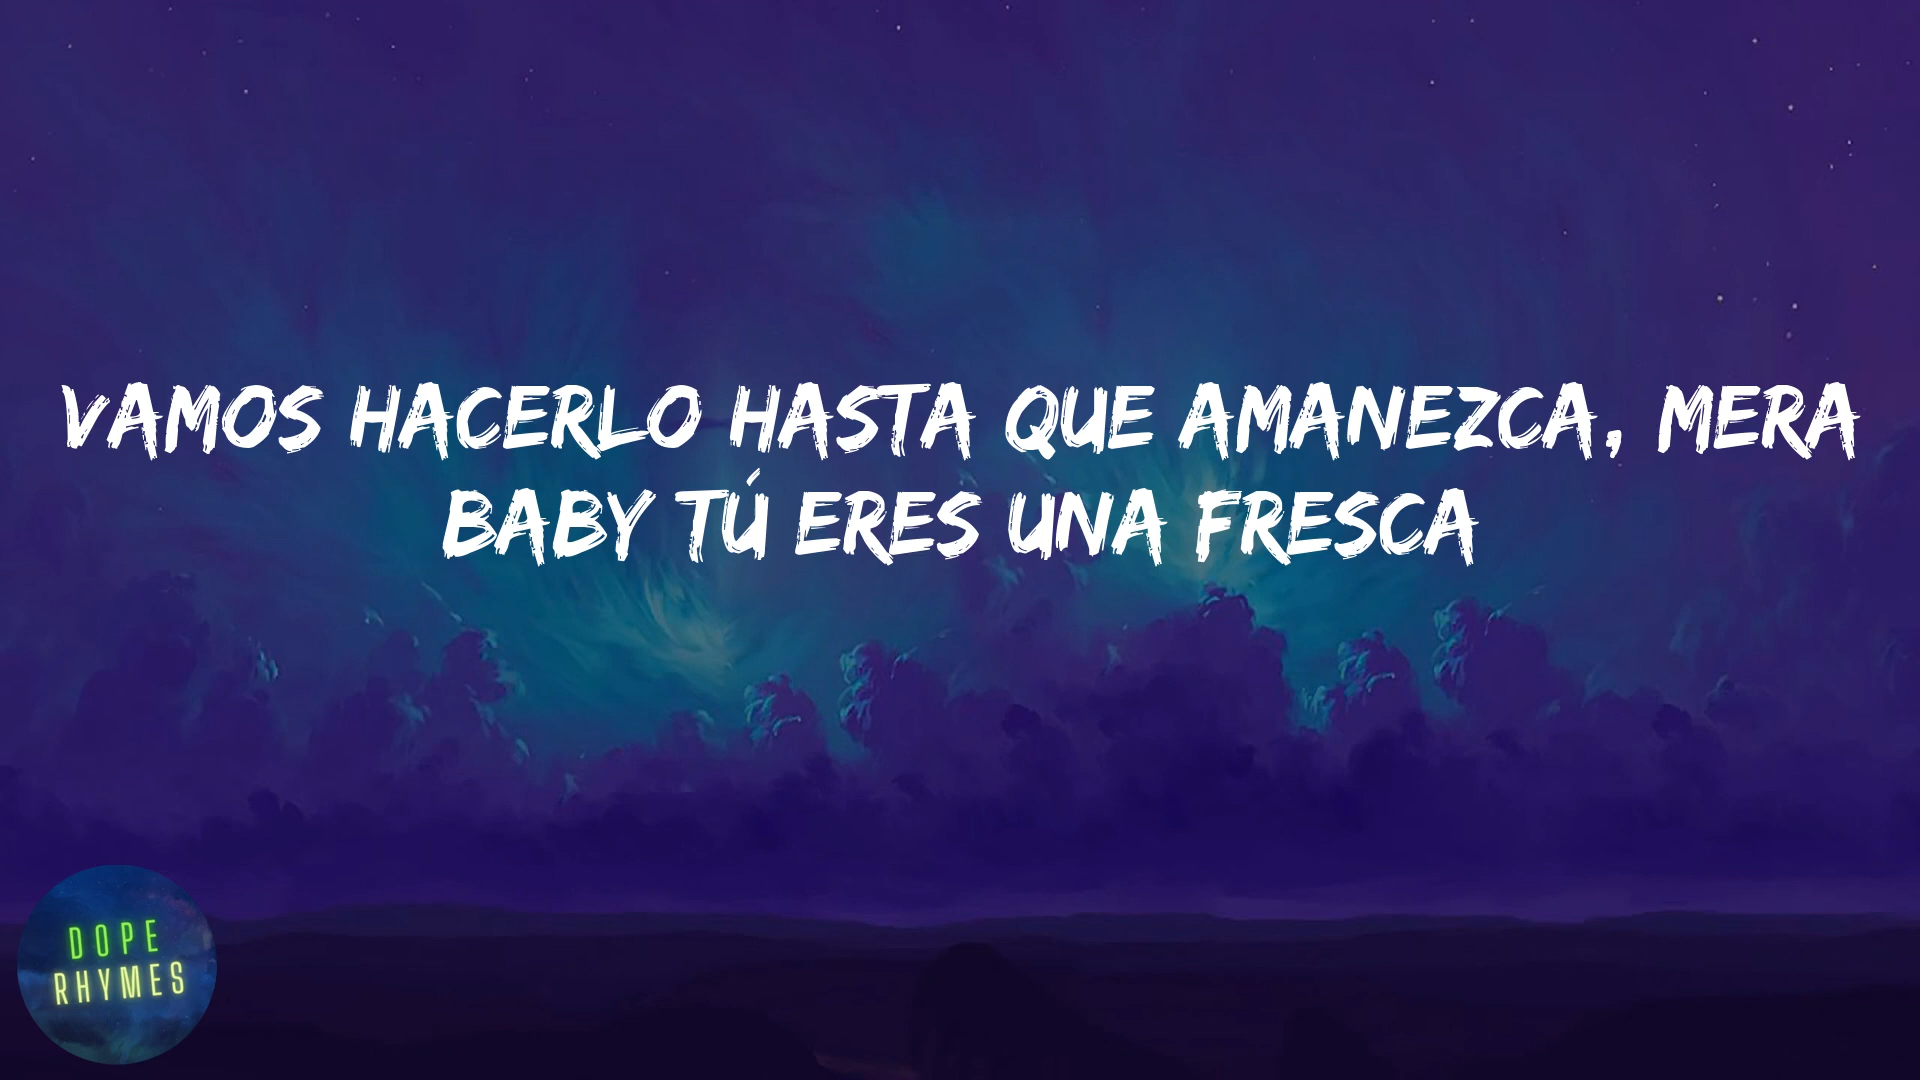 VAMOS HACERLO HASTA QUE AMANEZCA, MERA
BABY TÚ ERES UNA FRESCA
DOPE
RHYMES